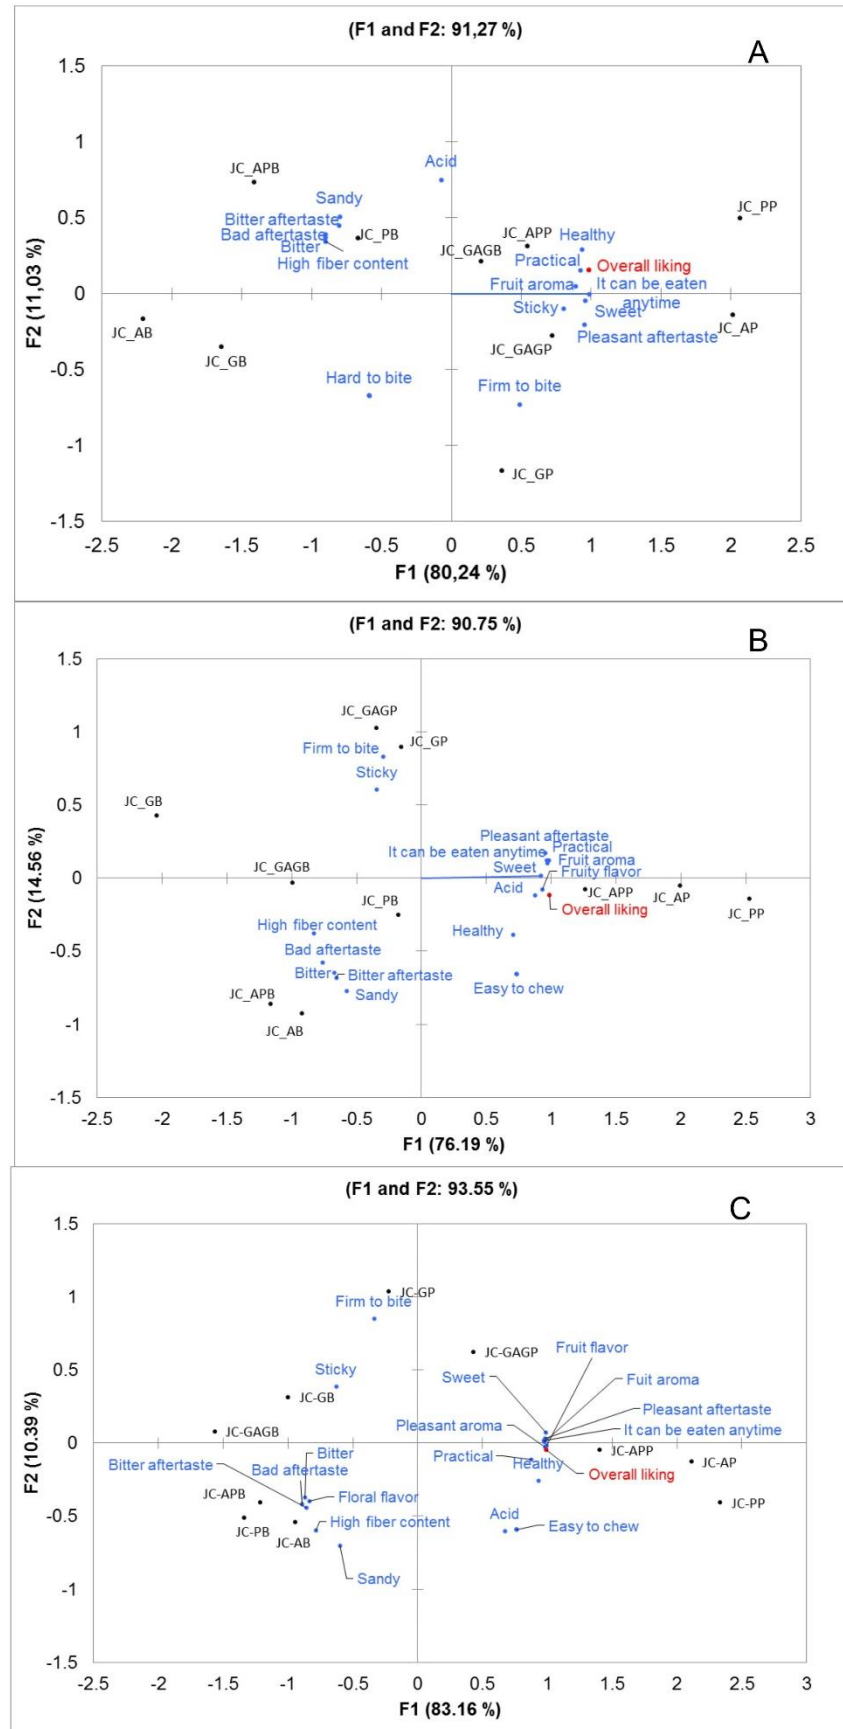 (F1 and F2: 91,27 %)
A
1.5
1
0.5
0
-0.5
-1
-1.5
F2 (11,03 %)
JC_APB
Acid
Sandy
JC_PP
Bitter aftertaste
JC_PB
JC_APP
Healthy
Bad aftertaste
Bitter
JC_GAGB
Practical
Overall liking
High fiber content
Fruit aroma
It can be eaten
anytime
Sticky
Sweet
JC_AB
JC_AP
Pleasant aftertaste
JC_GB
JC_GAGP
Hard to bite
Firm to bite
JC_GP
-2.5 -2 -1.5 -1 -0.5 0 0.5 1 1.5 2 2.5
F1 (80,24 %)
(F1 and F2: 90.75 %)
B
1.5
1
0.5
0
-0.5
-1
-1.5
F2 (14.56 %)
JC_GAGP
Firm to bite
JC_GP
Sticky
JC_GB
Pleasant aftertaste
JC_GAGB
It can be eaten anytime
Practical
Fruit aroma
Sweet
Fruity flavor
JC_PB
Acid
JC_APP
JC_AP
JC_PP
Overall liking
High fiber content
Healthy
Bad aftertaste
Bitter
Bitter aftertaste
Easy to chew
Sandy
JC_APB
JC_AB
-2.5 -2 -1.5 -1 -0.5 0 0.5 1 1.5 2 2.5 3
F1 (76.19 %)
(F1 and F2: 93.55 %)
C
1.5
1
0.5
0
-0.5
-1
-1.5
F2 (10.39 %)
JC-GP
Firm to bite
JC-GAGP
Fruit flavor
Sticky
Sweet
Fuit aroma
JC-GB
Pleasant aftertaste
JC-GAGB
Pleasant aroma
It can be eaten anytime
Bitter
Practical
JC-APP
Bitter aftertaste
Bad aftertaste
Healthy
Overall liking
JC-AP
JC-APB
Floral flavor
JC-PP
JC-PB
High fiber content
Acid
Easy to chew
JC-AB
Sandy
-2.5 -2 -1.5 -1 -0.5 0 0.5 1 1.5 2 2.5 3
F1 (83.16 %)